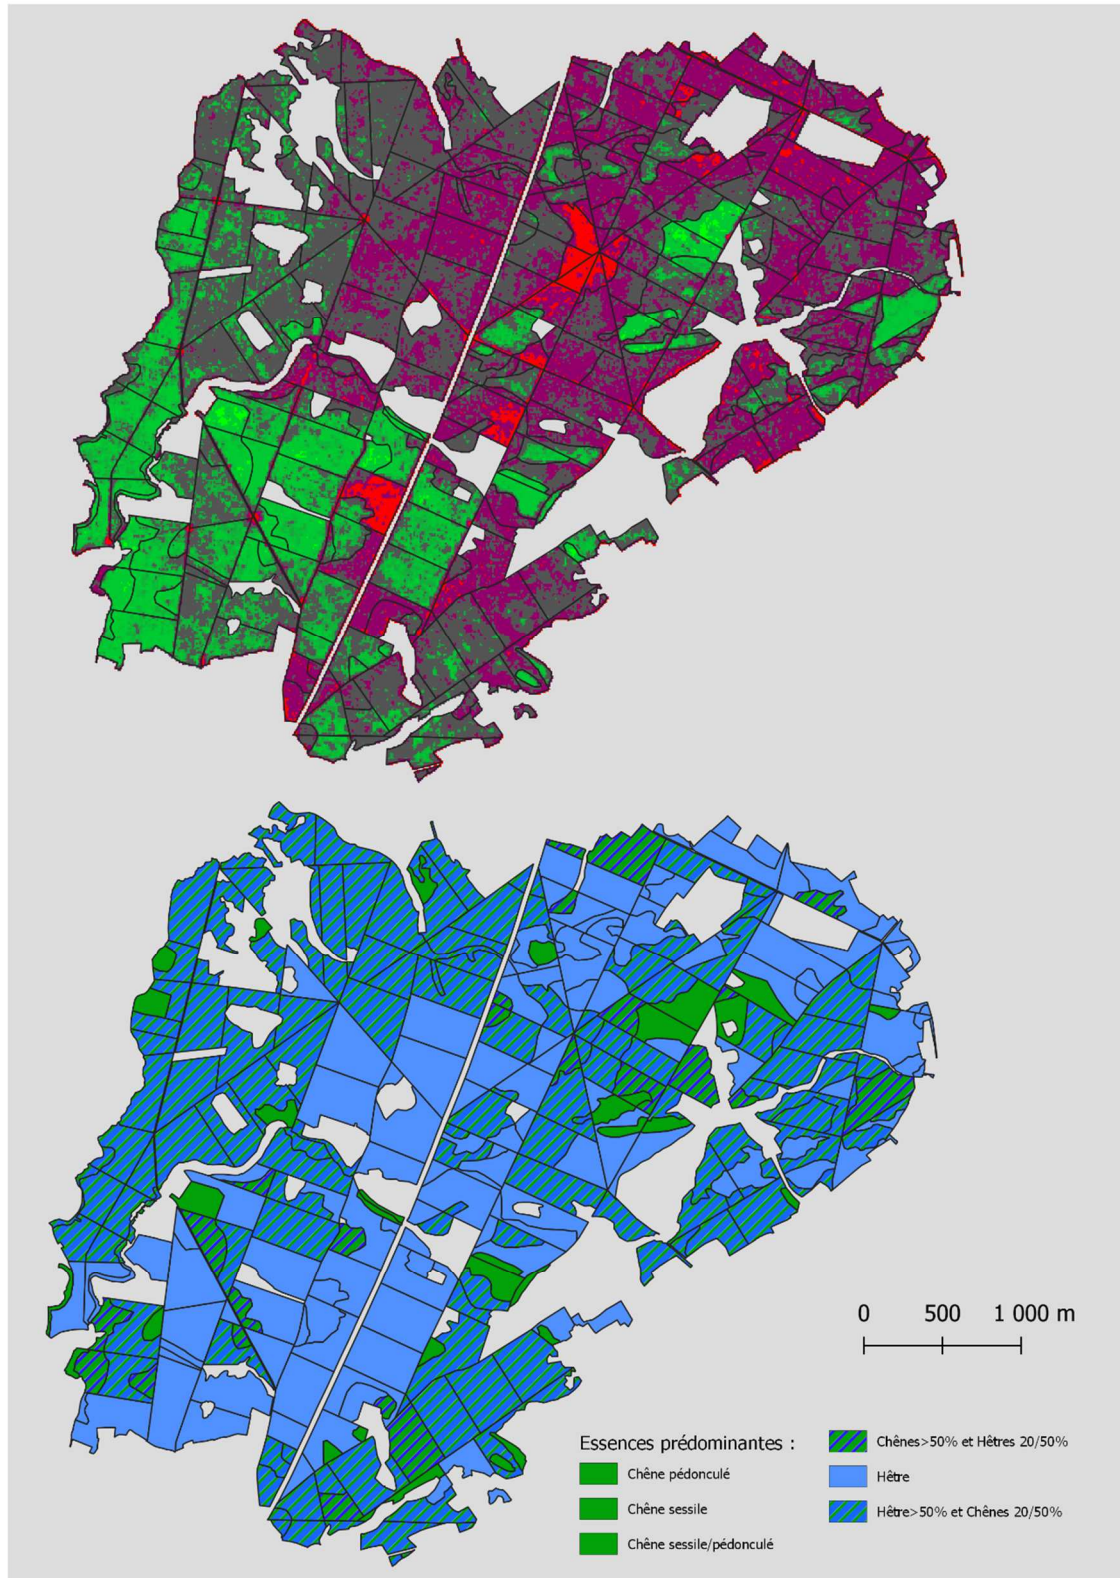 0 500 1 000 m
Essences prédominantes :
Chêne pédonculé
Chêne sessile
Chêne sessile/pédonculé
Chênes>50% et Hêtres 20/50%
Hêtre
Hêtre>50% et Chênes 20/50%